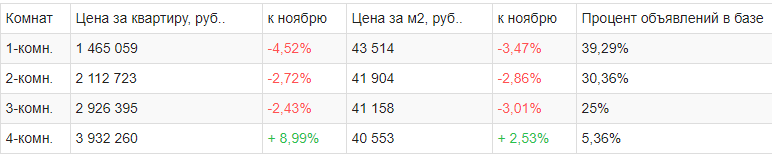 Комнат Цена за квартиру, руб.. к ноябрю Цена за м2, руб.. к ноябрю Процент объявлений в базе
1-комн. 1 465 059 -4,52% 43 514 -3,47% 39,29%
2-комн. 2 112 723 -2,72% 41 904 -2,86% 30,36%
3-комн. 2 926 395 -2,43% 41 158 -3,01% 25%
4-комн. 3 932 260 + 8,99% 40 553 + 2,53% 5,36%